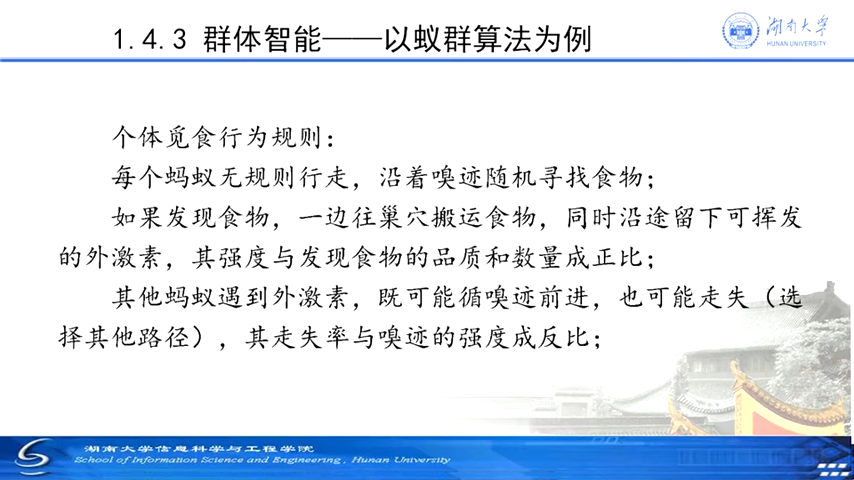 1.4.3 群体智能——以蚁群算法为例
湖南大学
HUNAN UNIVERSITY
个体觅食行为规则：
每个蚂蚁无规则行走，沿着嗅迹随机寻找食物；
如果发现食物，一边往巢穴搬运食物，同时沿途留下可挥发
的外激素，其强度与发现食物的品质和数量成正比；
其他蚂蚁遇到外激素，既可能循嗅迹前进，也可能走失（选
择其他路径），其走失率与嗅迹的强度成反比；
湖南大学信息科学与工程学院
School of Information Science and Engineering , Hunan University